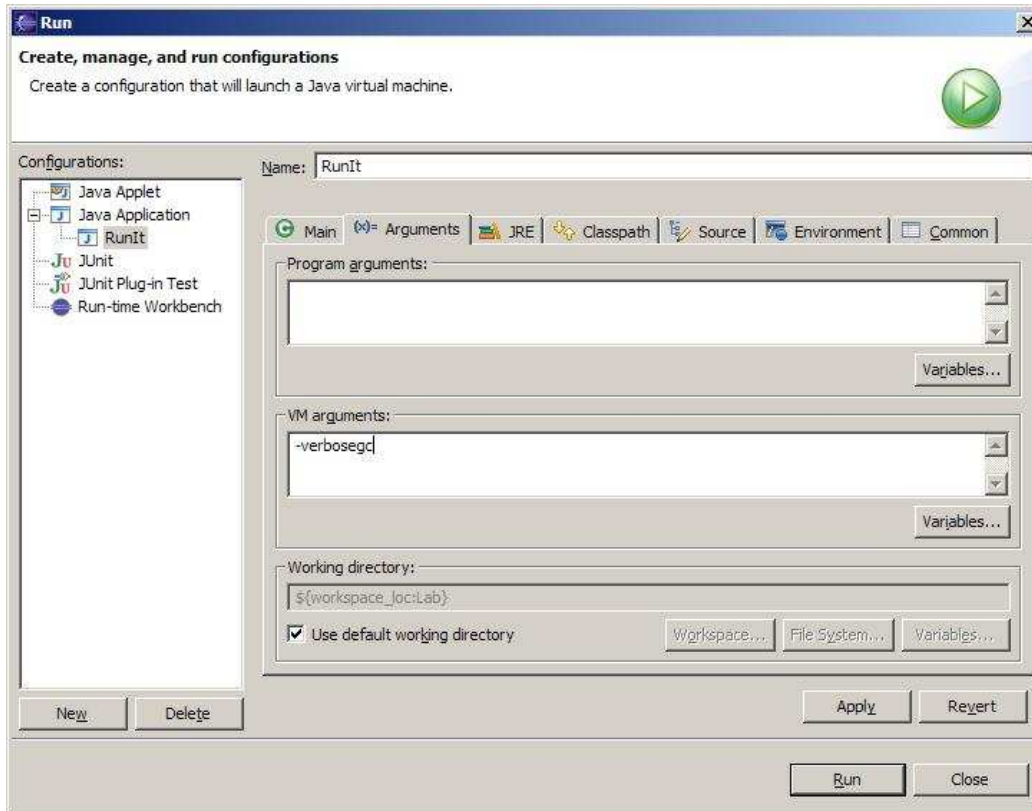 Run
Create, manage, and run configurations
Create a configuration that will launch a Java virtual machine.
Configurations:
Java Applet
Java Application
RunIt
JUnit
JUnit Plug-in Test
Run-time Workbench
New Delete
Name: RunIt
Main (x)= Arguments JRE Classpath Source Environment Common
Program arguments:
Variables...
VM arguments:
-verbosegc
Variables...
Working directory:
${workspace_loc:Lab}
Use default working directory Workspace... File System... Variables...
Apply Revert
Run Close